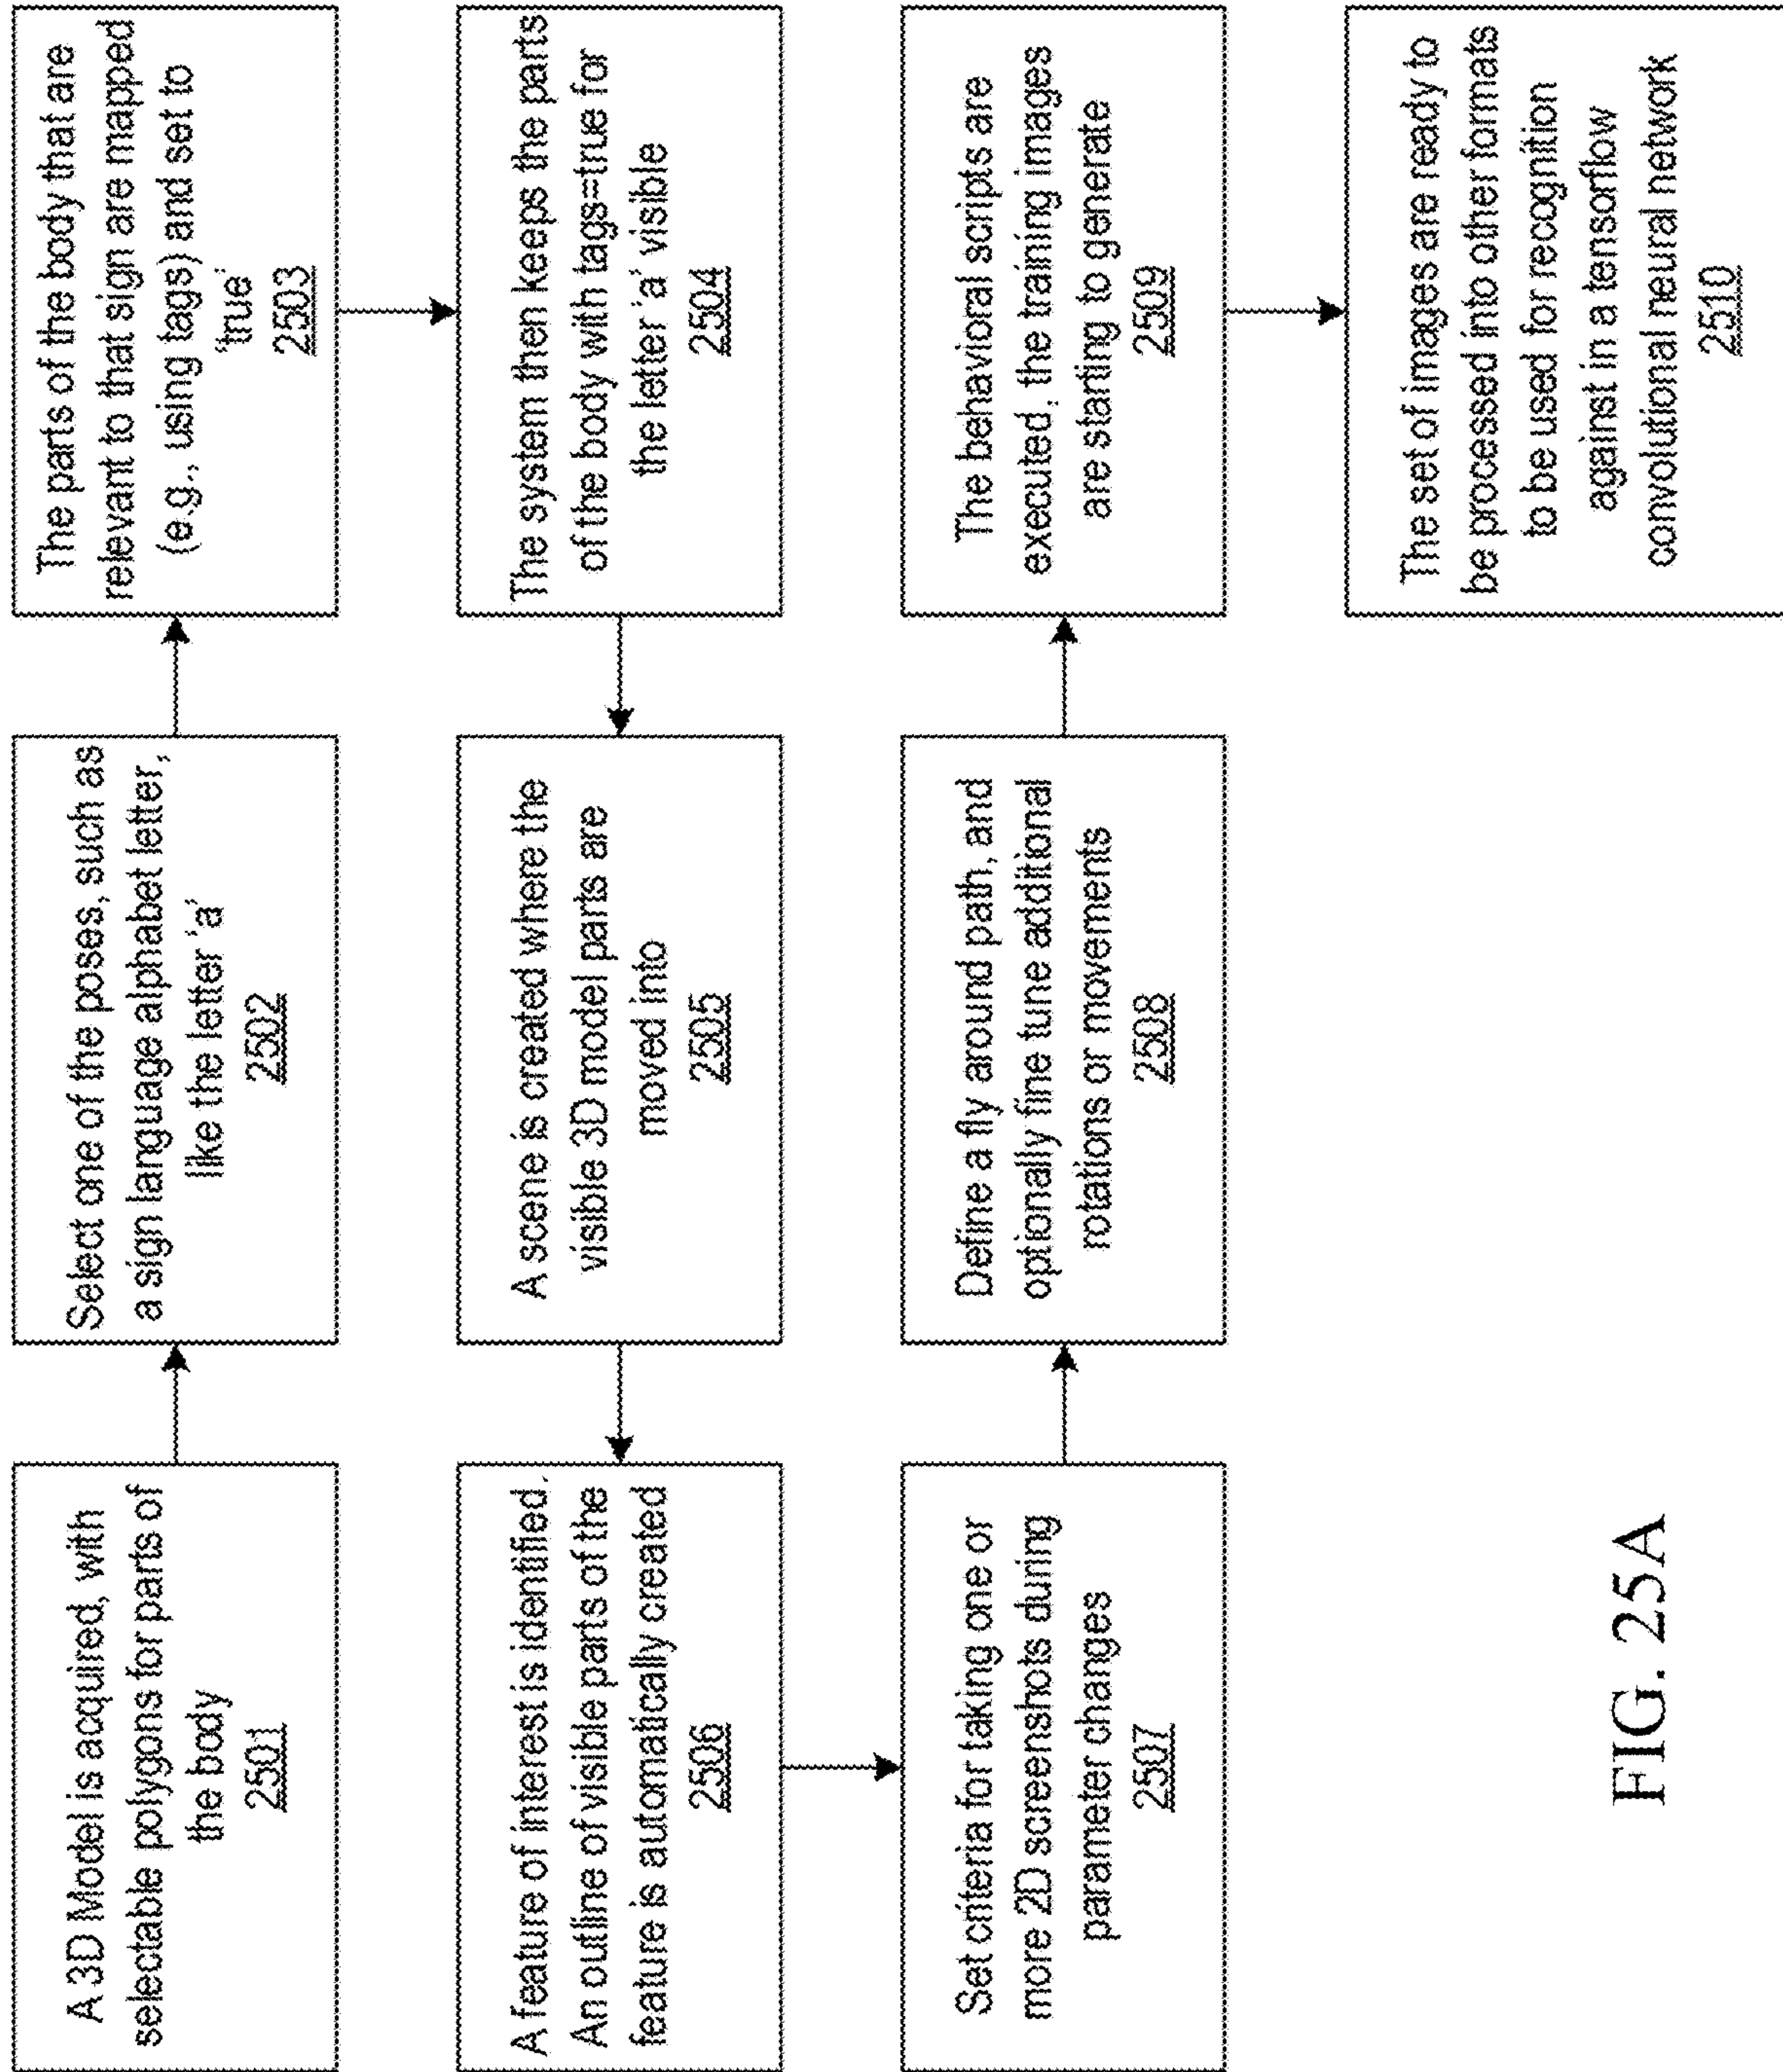 A 3D Model is acquired, with
selectable polygons for parts of
the body
2501
Select one of the poses, such as
a sign language alphabet letter,
like the letter 'a'
2502
The parts of the body that are
relevant to that sign are mapped
(e.g., using tags) and set to
'true'
2503
The system then keeps the parts
of the body with tags=true for
the letter 'a' visible
2504
A scene is created where the
visible 3D model parts are
moved into
2505
A feature of interest is identified.
An outline of visible parts of the
feature is automatically created
2506
Set criteria for taking one or
more 2D screenshots during
parameter changes
2507
Define a fly around path, and
optionally fine tune additional
rotations or movements
2508
The behavioral scripts are
executed, the training images
are starting to generate
2509
The set of images are ready to
be processed into other formats
to be used for recognition
against in a tensorflow
convolutional neural network
2510
FIG. 25A